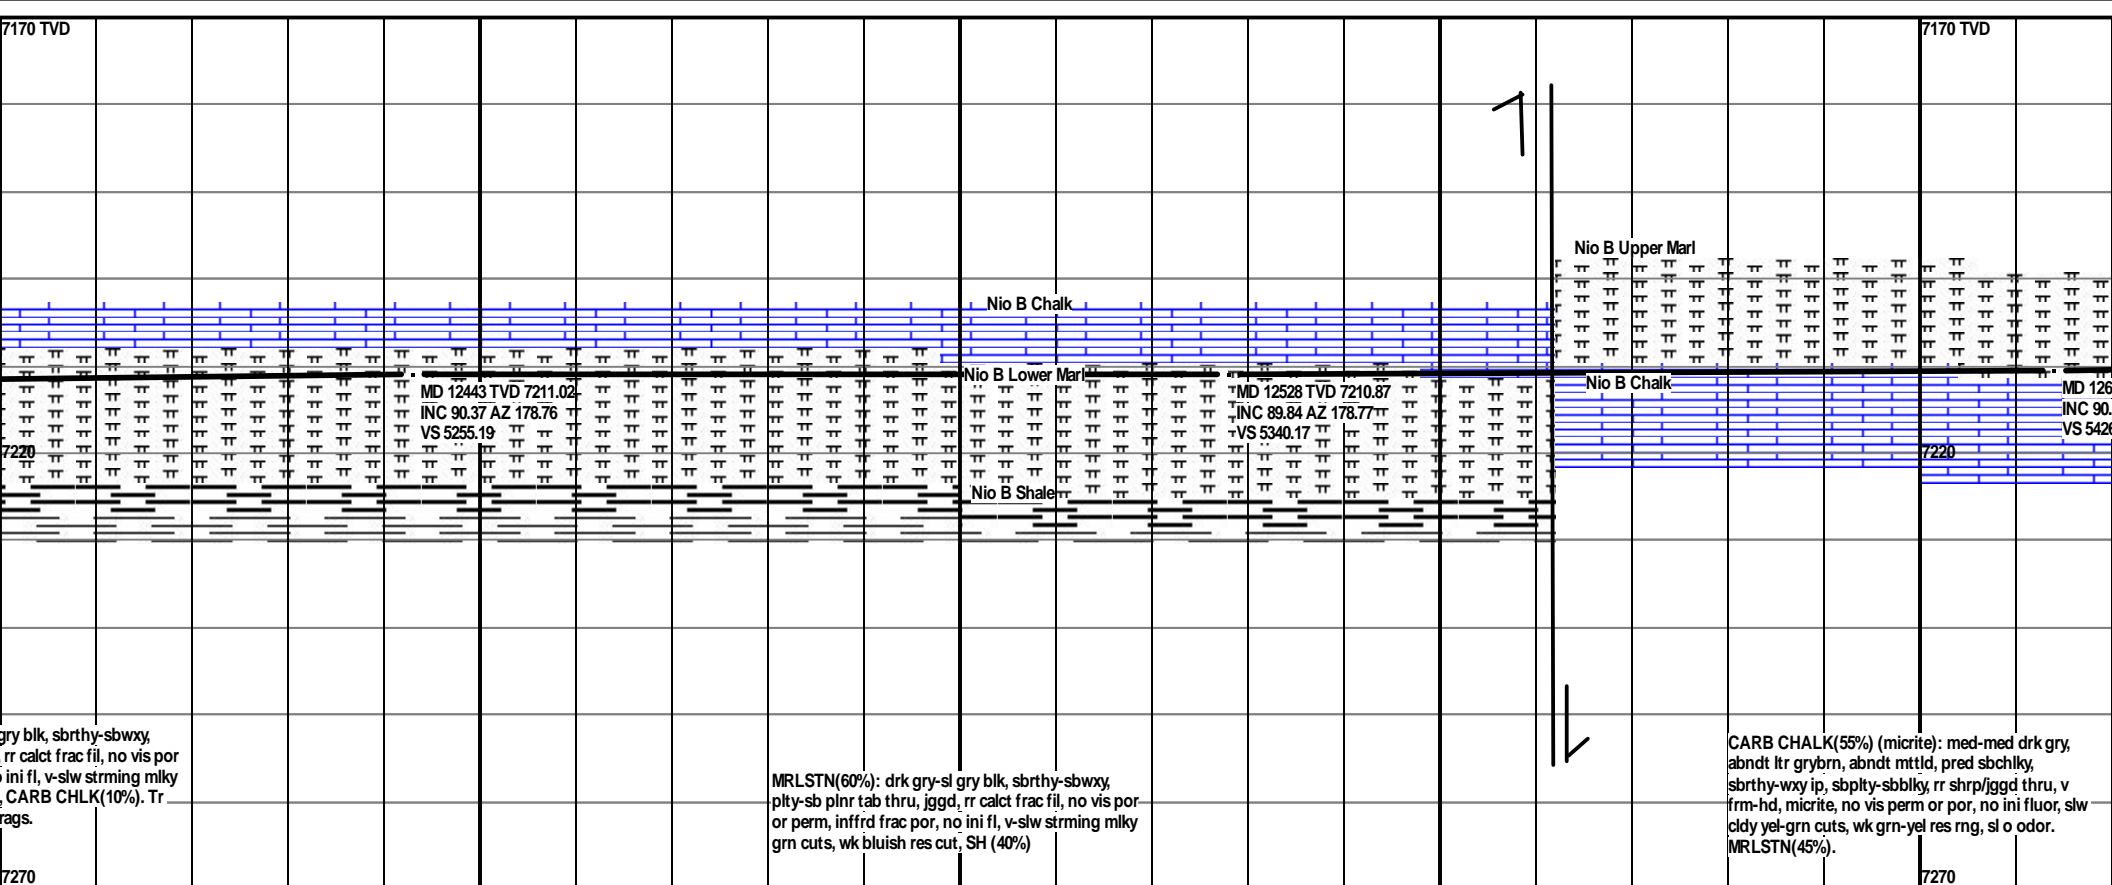 7170 TVD
7170 TVD
Nio B Upper Marl
Nio B Chalk
Nio B Lower Marl
Nio B Chalk
MD 12443 TVD 7211.02
INC 90.37 AZ 178.76
VS 5255.19
MD 12528 TVD 7210.87
INC 89.84 AZ 178.77
VS 5340.17
MD 126
INC 90.
VS 5426
7220
7220
Nio B Shale
gry blk, sbrthy-sbwxy,
rr calct frac fil, no vis por
ini fl, v-slw strming mlky
, CARB CHLK(10%). Tr
rags.
MRLSTN(60%): drk gry-sl gry blk, sbrthy-sbwxy,
plty-sb plnr tab thru, jggd, rr calct frac fil, no vis por
or perm, inffrd frac por, no ini fl, v-slw strming mlky
grn cuts, wk bluish res cut, SH (40%)
CARB CHALK(55%) (micrite): med-med drk gry,
abndt ltr grybrn, abndt mttld, pred sbchlky,
sbrthy-wxy ip, sbplty-sbblky, rr shrp/jggd thru, v
frm-hd, micrite, no vis perm or por, no ini fluor, slw
cldy yel-grn cuts, wk grn-yel res rng, sl o odor.
MRLSTN(45%).
7270
7270